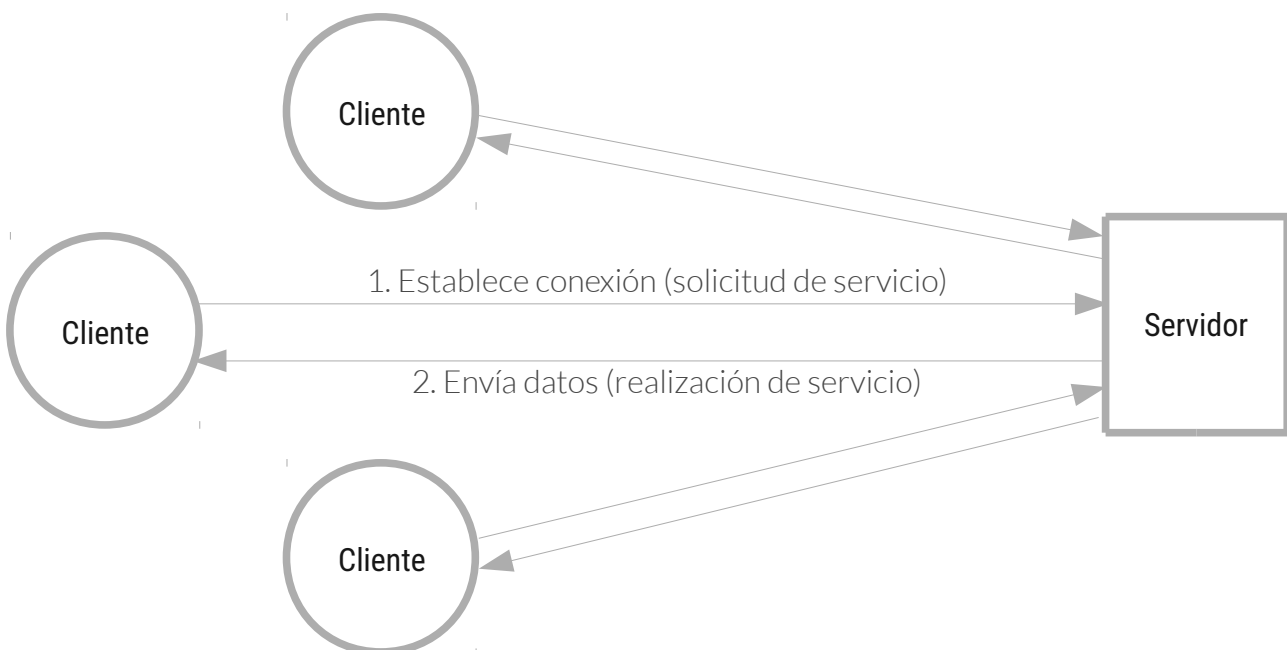 Cliente
1. Establece conexión (solicitud de servicio)
Cliente
Servidor
2. Envía datos (realización de servicio)
Cliente